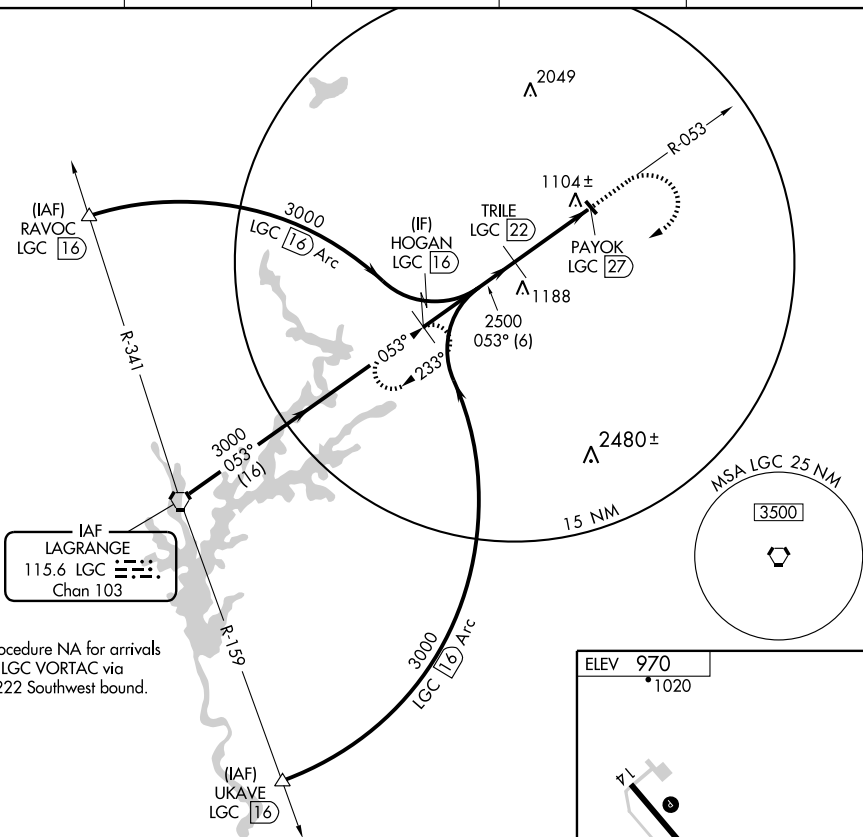 2049
R-053
1104±
(IAF)
RAVOC
LGC 16
3000
LGC 16 Arc
(IF)
HOGAN
LGC 16
TRILE
LGC 22
PAYOK
LGC 27
1188
2500
053° (6)
R-341
053°
233°
3000
053°
(16)
2480±
15 NM
MSA LGC 25 NM
3500
IAF
LAGRANGE
115.6 LGC
Chan 103
R-159
3000
LGC 16 Arc
ocedure NA for arrivals
LGC VORTAC via
222 Southwest bound.
(IAF)
UKAVE
LGC 16
ELEV 970
1020
14
P